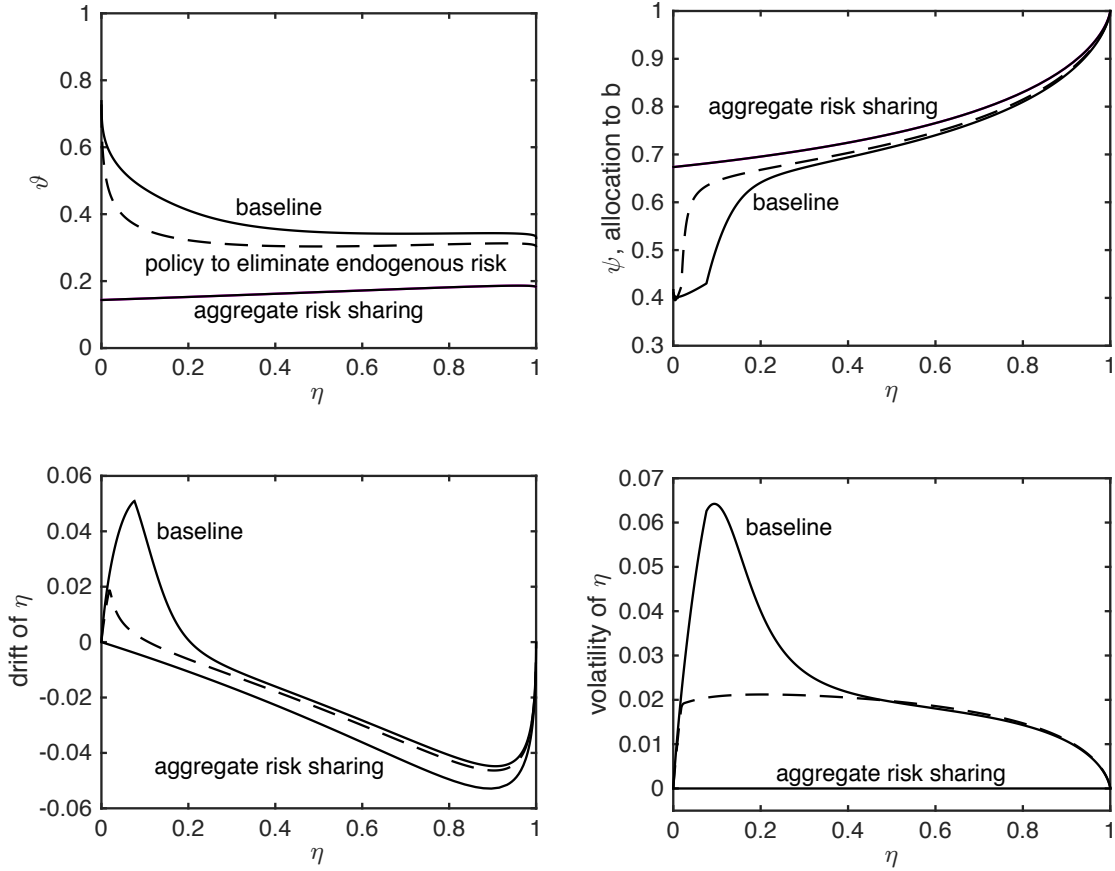 1
0.8
0.6
0.4
0.2
0
ϑ
baseline
policy to eliminate endogenous risk
aggregate risk sharing
0 0.2 0.4 0.6 0.8 1
η
1
0.9
0.8
0.7
0.6
0.5
0.4
0.3
ψ, allocation to b
aggregate risk sharing
baseline
0 0.2 0.4 0.6 0.8 1
η
0.06
0.04
0.02
0
-0.02
-0.04
-0.06
drift of η
baseline
aggregate risk sharing
0 0.2 0.4 0.6 0.8 1
η
0.07
0.06
0.05
0.04
0.03
0.02
0.01
0
volatility of η
baseline
aggregate risk sharing
0 0.2 0.4 0.6 0.8 1
η